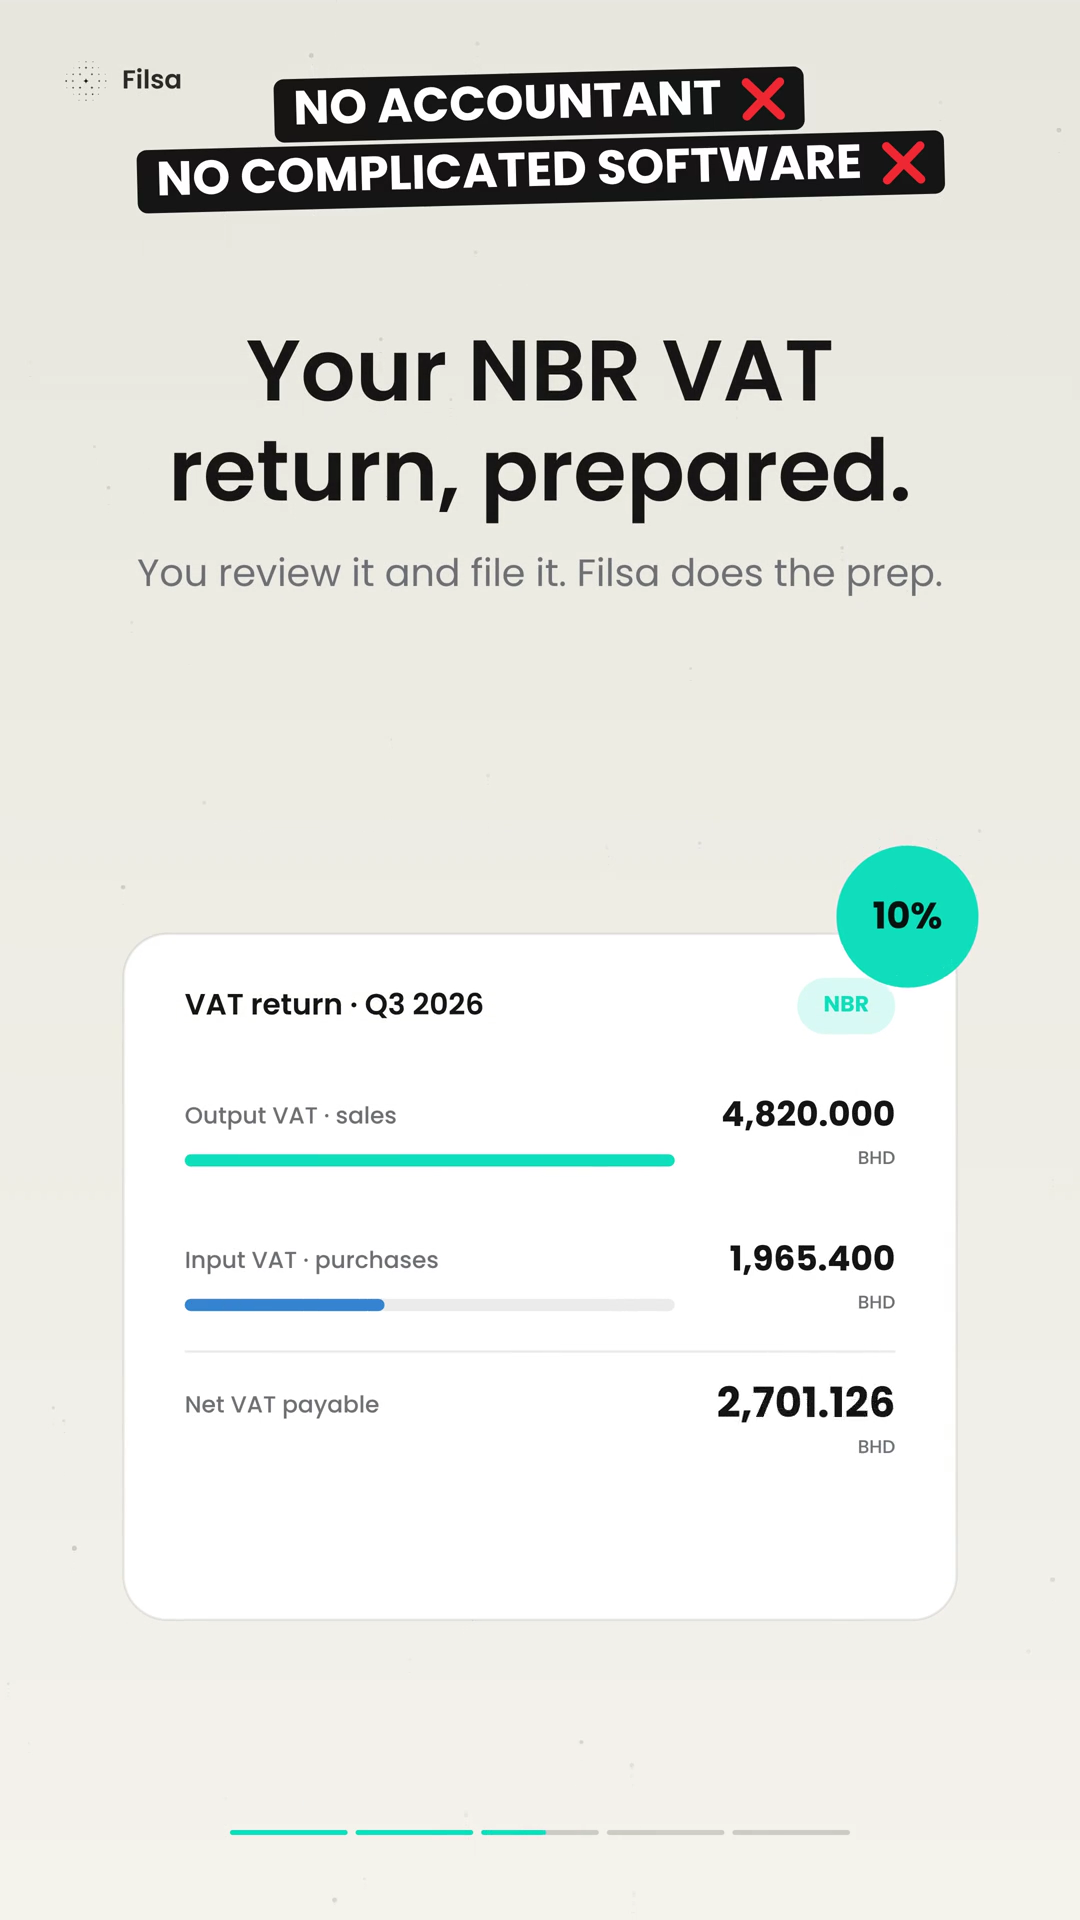 Filsa
NO ACCOUNTANT ❌
NO COMPLICATED SOFTWARE ❌
Your NBR VAT
return, prepared.
You review it and file it. Filsa does the prep.
10%
VAT return · Q3 2026
NBR
Output VAT · sales
4,820.000
BHD
Input VAT · purchases
1,965.400
BHD
Net VAT payable
2,701.126
BHD